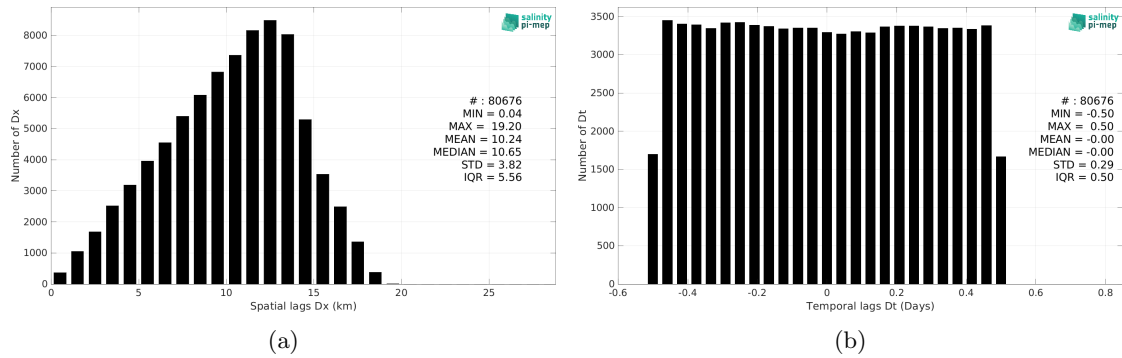 salinity
pi-mep
Number of Dx
8000
7000
6000
5000
4000
3000
2000
1000
0
# : 80676
MIN = 0.04
MAX = 19.20
MEAN = 10.24
MEDIAN = 10.65
STD = 3.82
IQR = 5.56
0 5 10 15 20 25
Spatial lags Dx (km)
(a)
salinity
pi-mep
Number of Dt
3500
3000
2500
2000
1500
1000
500
0
# : 80676
MIN = -0.50
MAX = 0.50
MEAN = -0.00
MEDIAN = -0.00
STD = 0.29
IQR = 0.50
-0.6 -0.4 -0.2 0 0.2 0.4 0.6 0.8
Temporal lags Dt (Days)
(b)